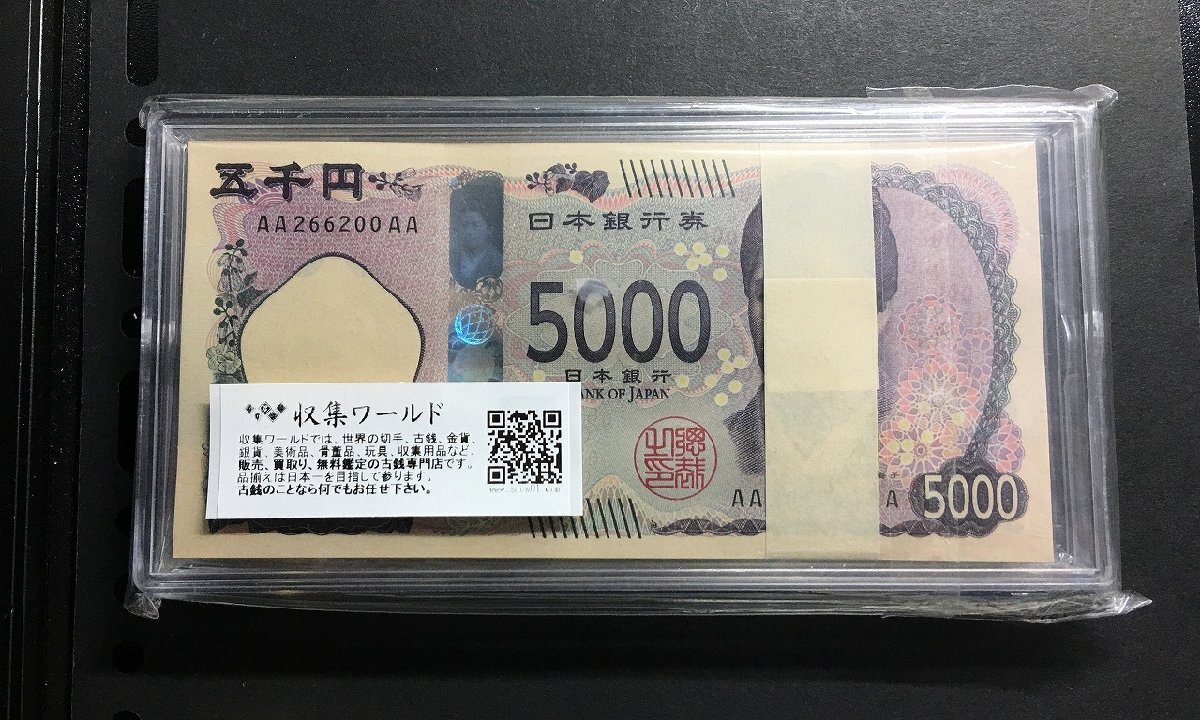 五千円
AA266200AA
日本銀行券
5000
日本銀行
BANK OF JAPAN
総裁之印
AA
A
5000
収集ワールド
収集ワールドでは、世界の切手、古銭、金貨、
銀貨、美術品、骨董品、玩具、収集用品など、
販売、買取り、無料鑑定の古銭専門店です。
品揃えは日本一を目指して参ります。
古銭のことなら何でもお任せ下さい。